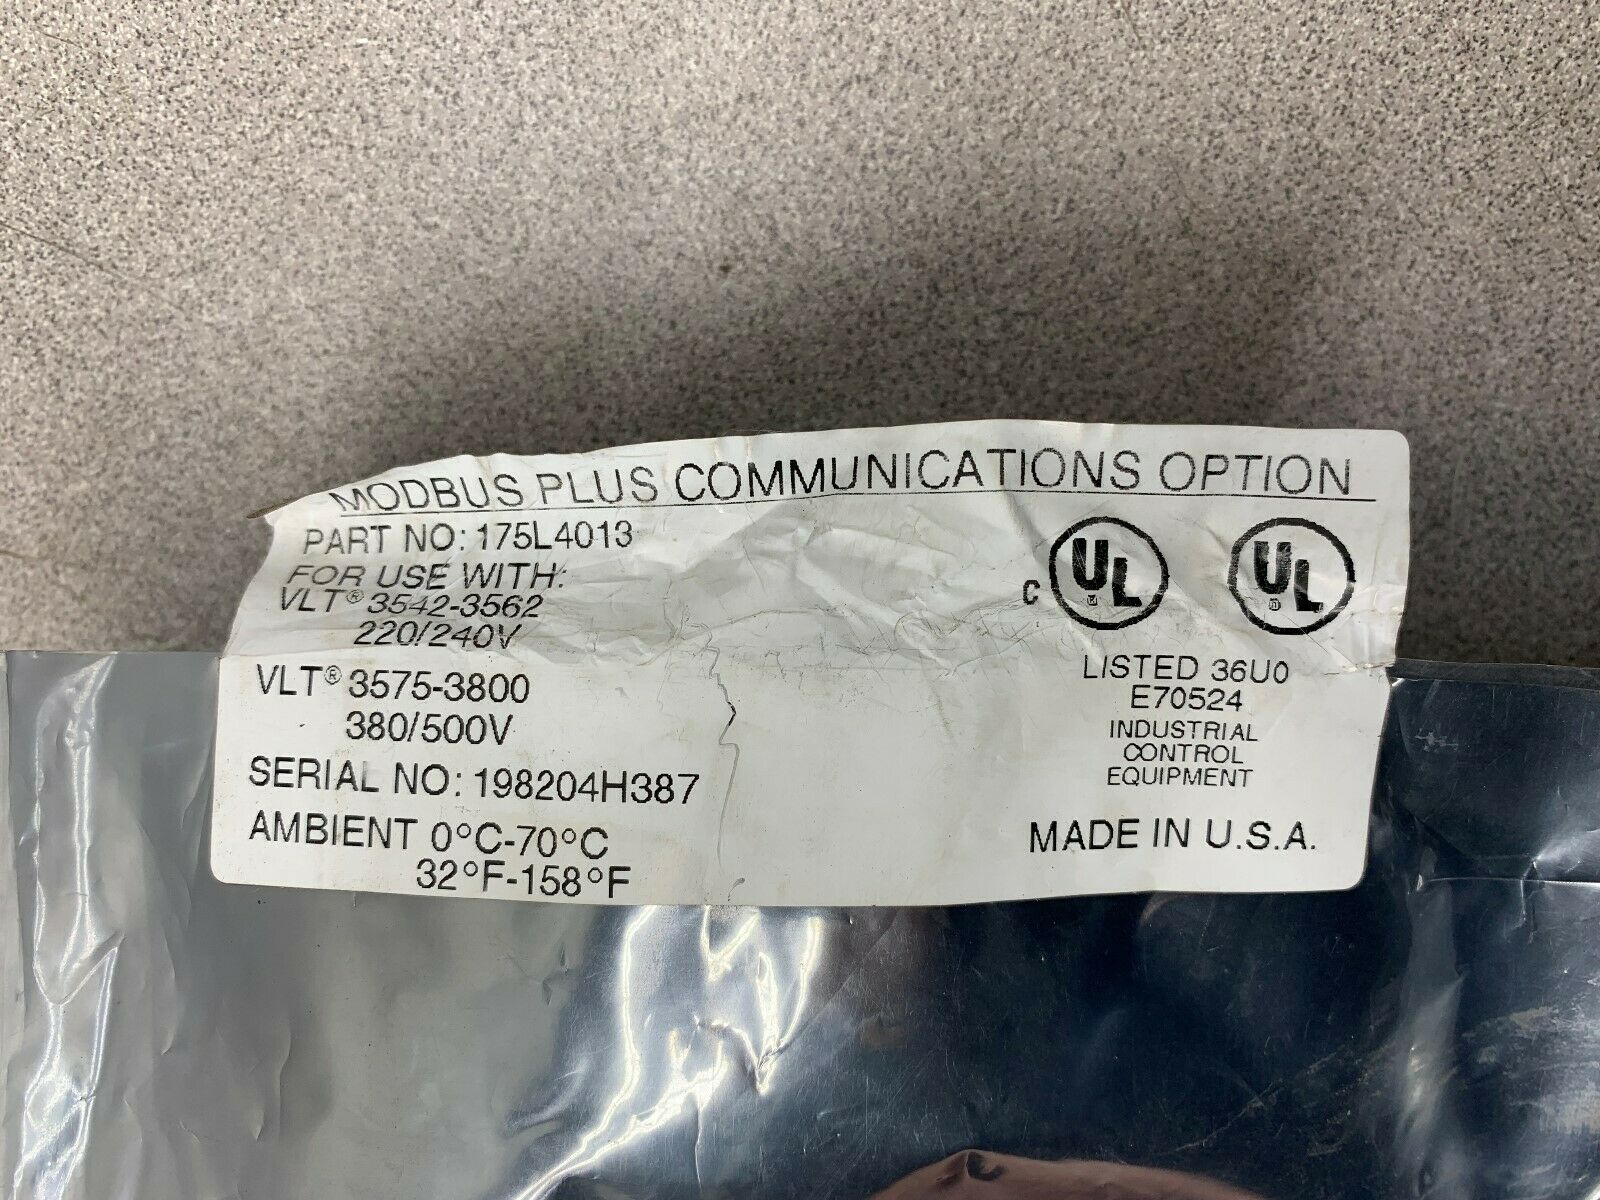 MODBUS PLUS COMMUNICATIONS OPTION
PART NO: 175L4013
FOR USE WITH:
VLT® 3542-3562
220/240V
VLT® 3575-3800
380/500V
SERIAL NO: 198204H387
AMBIENT 0°C-70°C
32°F-158°F
C UL UL
LISTED 36U0
E70524
INDUSTRIAL
CONTROL
EQUIPMENT
MADE IN U.S.A.